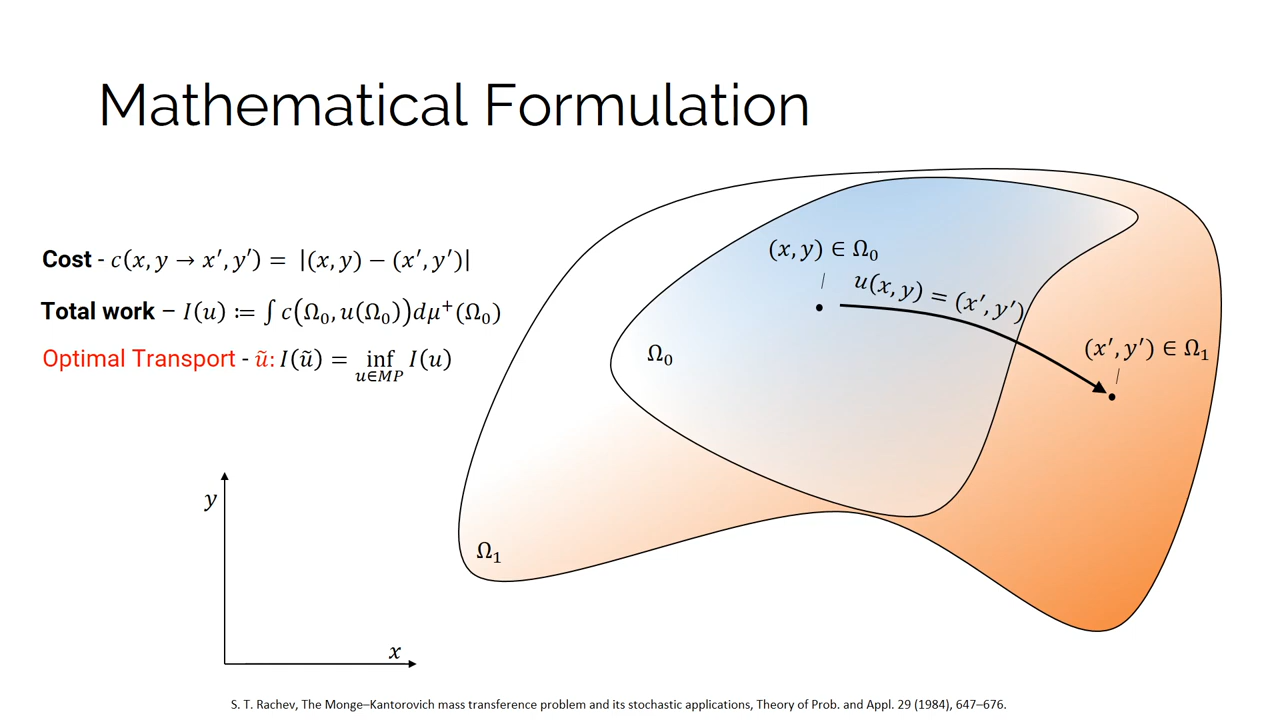 Mathematical Formulation
Cost - c(x, y → x′, y′) = |(x, y) − (x′, y′)|
Total work − I(u) ≔ ∫ c(Ω₀, u(Ω₀))dμ⁺(Ω₀)
Optimal Transport - ũ: I(ũ) = inf I(u)
u∈MP
(x, y) ∈ Ω₀
u(x, y) = (x′, y′)
(x′, y′) ∈ Ω₁
Ω₀
Ω₁
y
x
S. T. Rachev, The Monge–Kantorovich mass transference problem and its stochastic applications, Theory of Prob. and Appl. 29 (1984), 647–676.